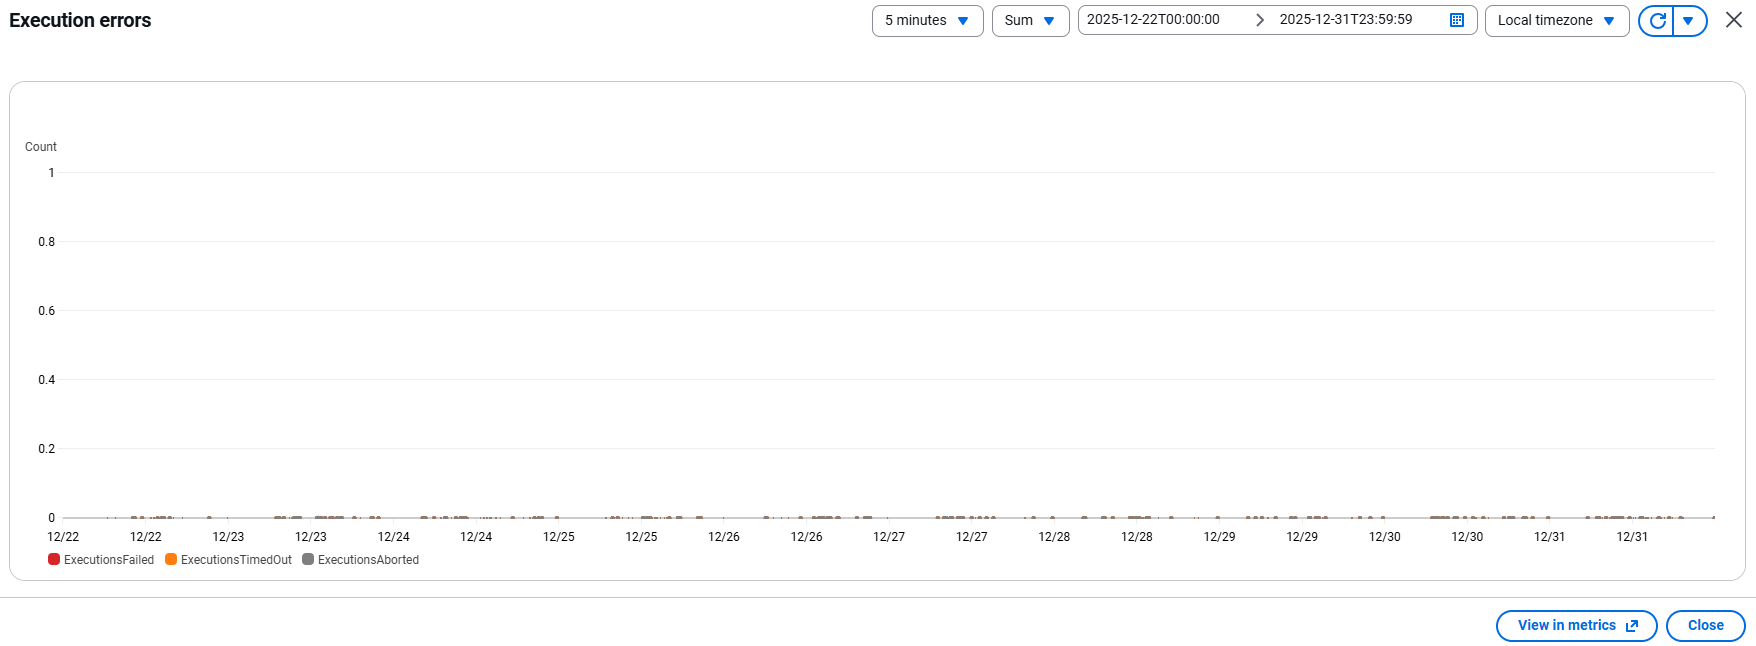 Execution errors 5 minutes Sum 2025-12-22T00:00:00 2025-12-31T23:59:59 Local timezone
Count
1
0.8
0.6
0.4
0.2
0
12/22 12/22 12/23 12/23 12/24 12/24 12/25 12/25 12/26 12/26 12/27 12/27 12/28 12/28 12/29 12/29 12/30 12/30 12/31 12/31
ExecutionsFailed ExecutionsTimedOut ExecutionsAborted
View in metrics Close